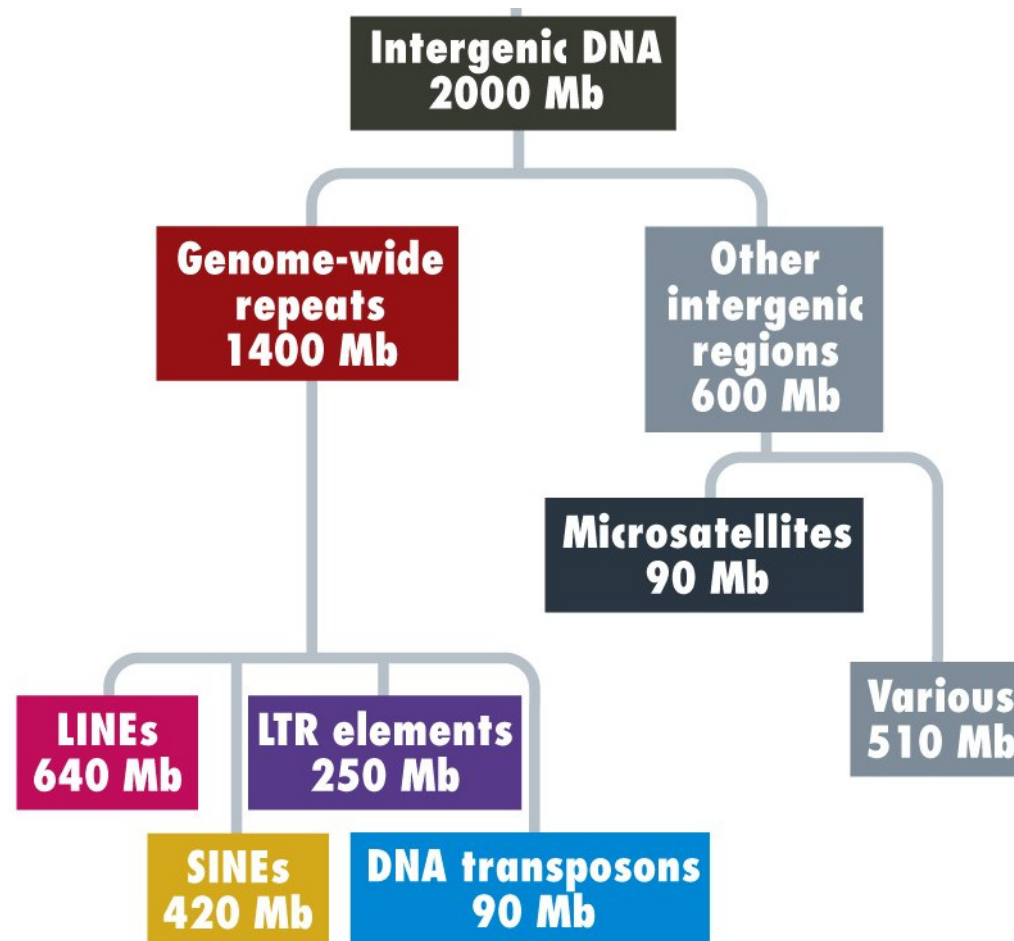 Intergenic DNA
2000 Mb
Genome-wide
repeats
1400 Mb
Other
intergenic
regions
600 Mb
Microsatellites
90 Mb
Various
510 Mb
LINEs
640 Mb
LTR elements
250 Mb
SINEs
420 Mb
DNA transposons
90 Mb